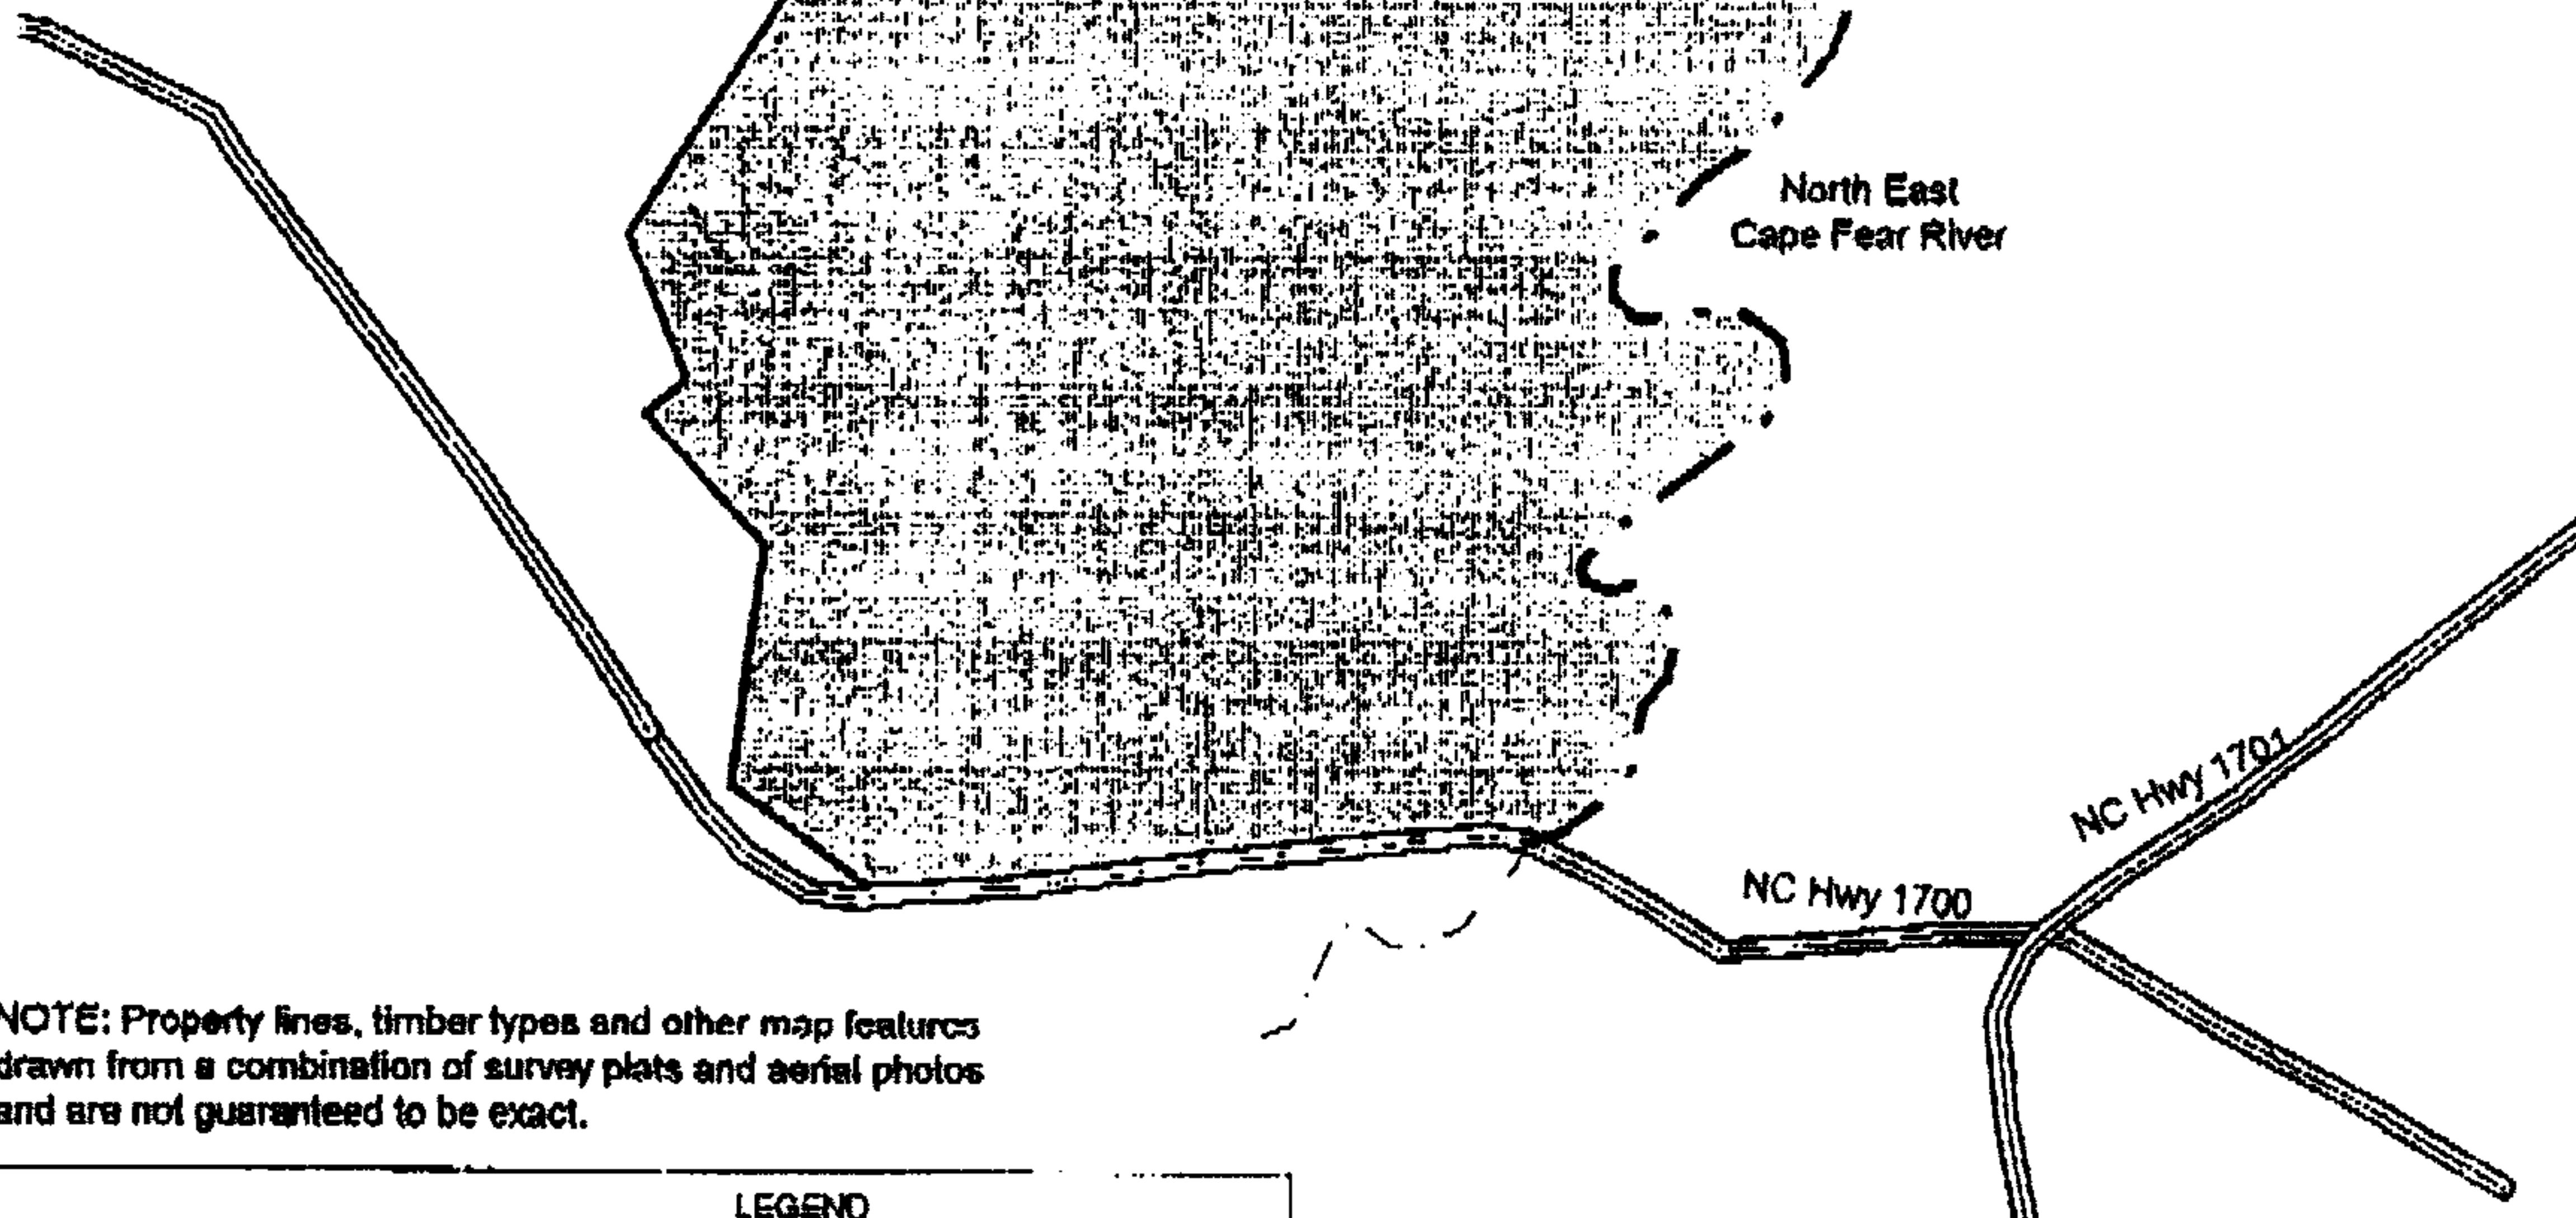 North East
Cape Fear River
NC Hwy 1701
NC Hwy 1700
NOTE: Property lines, timber types and other map features
drawn from a combination of survey plats and aerial photos
and are not guaranteed to be exact.
LEGEND